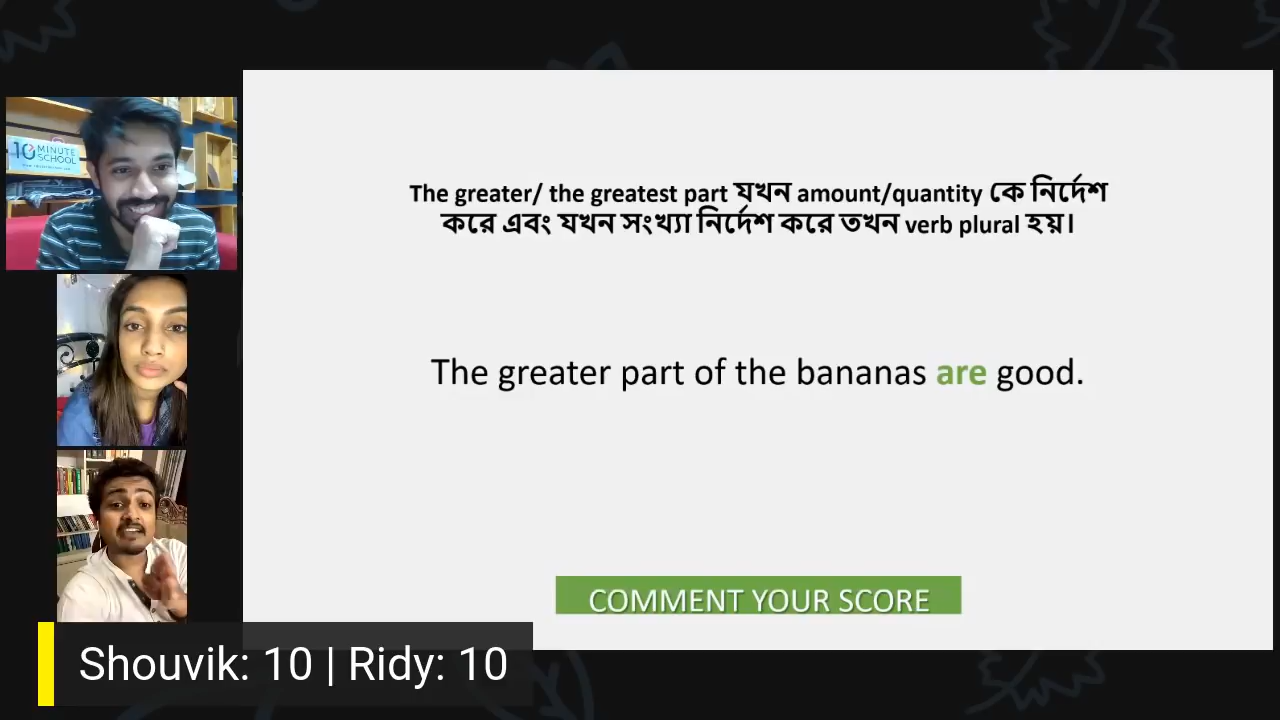 10 MINUTE
SCHOOL
The greater/ the greatest part যখন amount/quantity কে নির্দেশ
করে এবং যখন সংখ্যা নির্দেশ করে তখন verb plural হয়।
The greater part of the bananas are good.
COMMENT YOUR SCORE
Shouvik: 10 | Ridy: 10